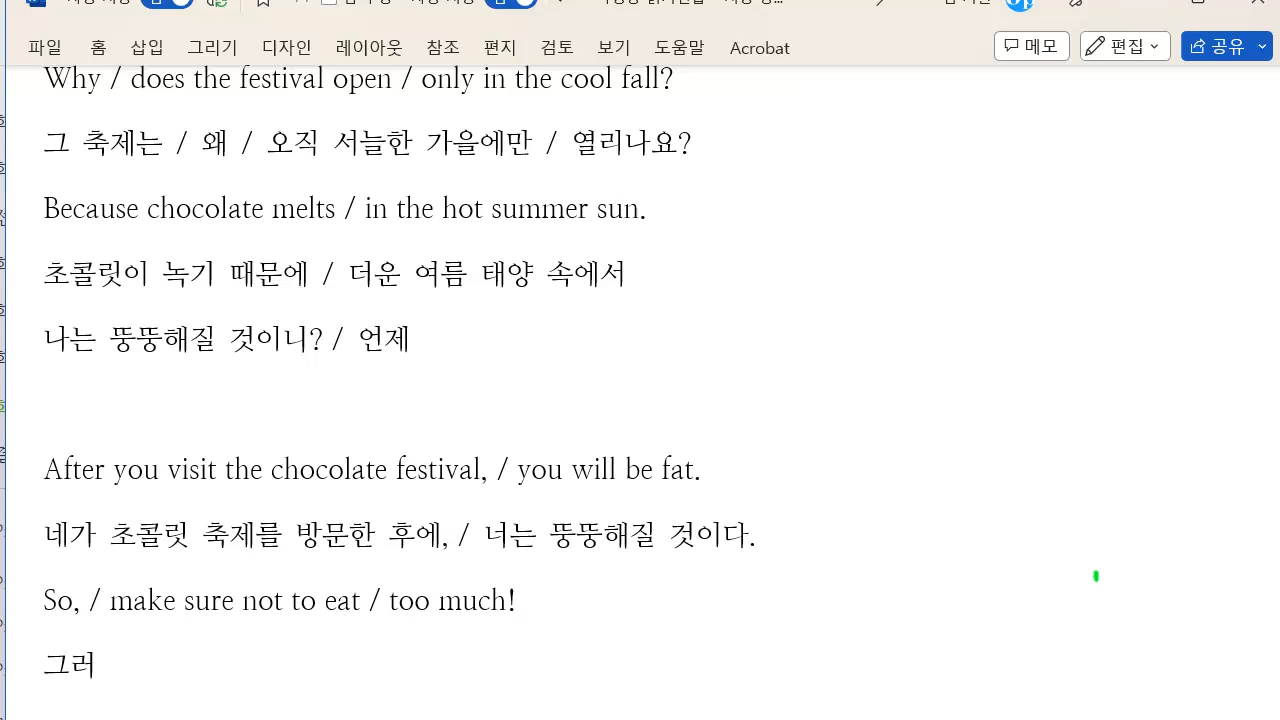 파일 홈 삽입 그리기 디자인 레이아웃 참조 편지 검토 보기 도움말 Acrobat 메모 편집 공유
Why / does the festival open / only in the cool fall?
그 축제는 / 왜 / 오직 서늘한 가을에만 / 열리나요?
Because chocolate melts / in the hot summer sun.
초콜릿이 녹기 때문에 / 더운 여름 태양 속에서
나는 뚱뚱해질 것이니? / 언제
After you visit the chocolate festival, / you will be fat.
네가 초콜릿 축제를 방문한 후에, / 너는 뚱뚱해질 것이다.
So, / make sure not to eat / too much!
그러